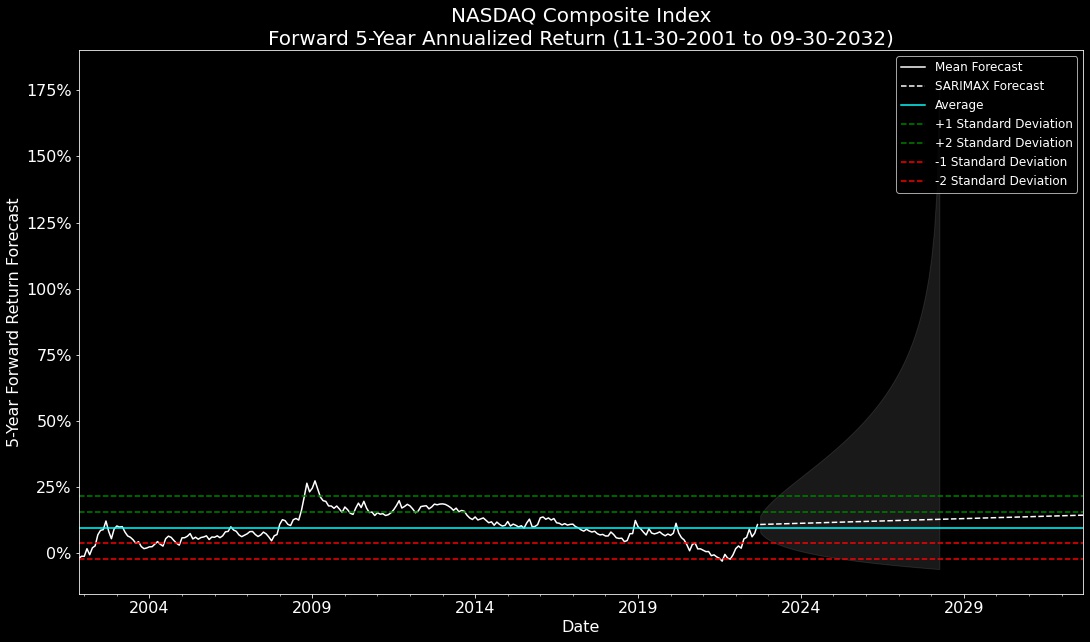 NASDAQ Composite Index
Forward 5-Year Annualized Return (11-30-2001 to 09-30-2032)
Mean Forecast
SARIMAX Forecast
Average
+1 Standard Deviation
+2 Standard Deviation
-1 Standard Deviation
-2 Standard Deviation
5-Year Forward Return Forecast
175%
150%
125%
100%
75%
50%
25%
0%
2004 2009 2014 2019 2024 2029
Date